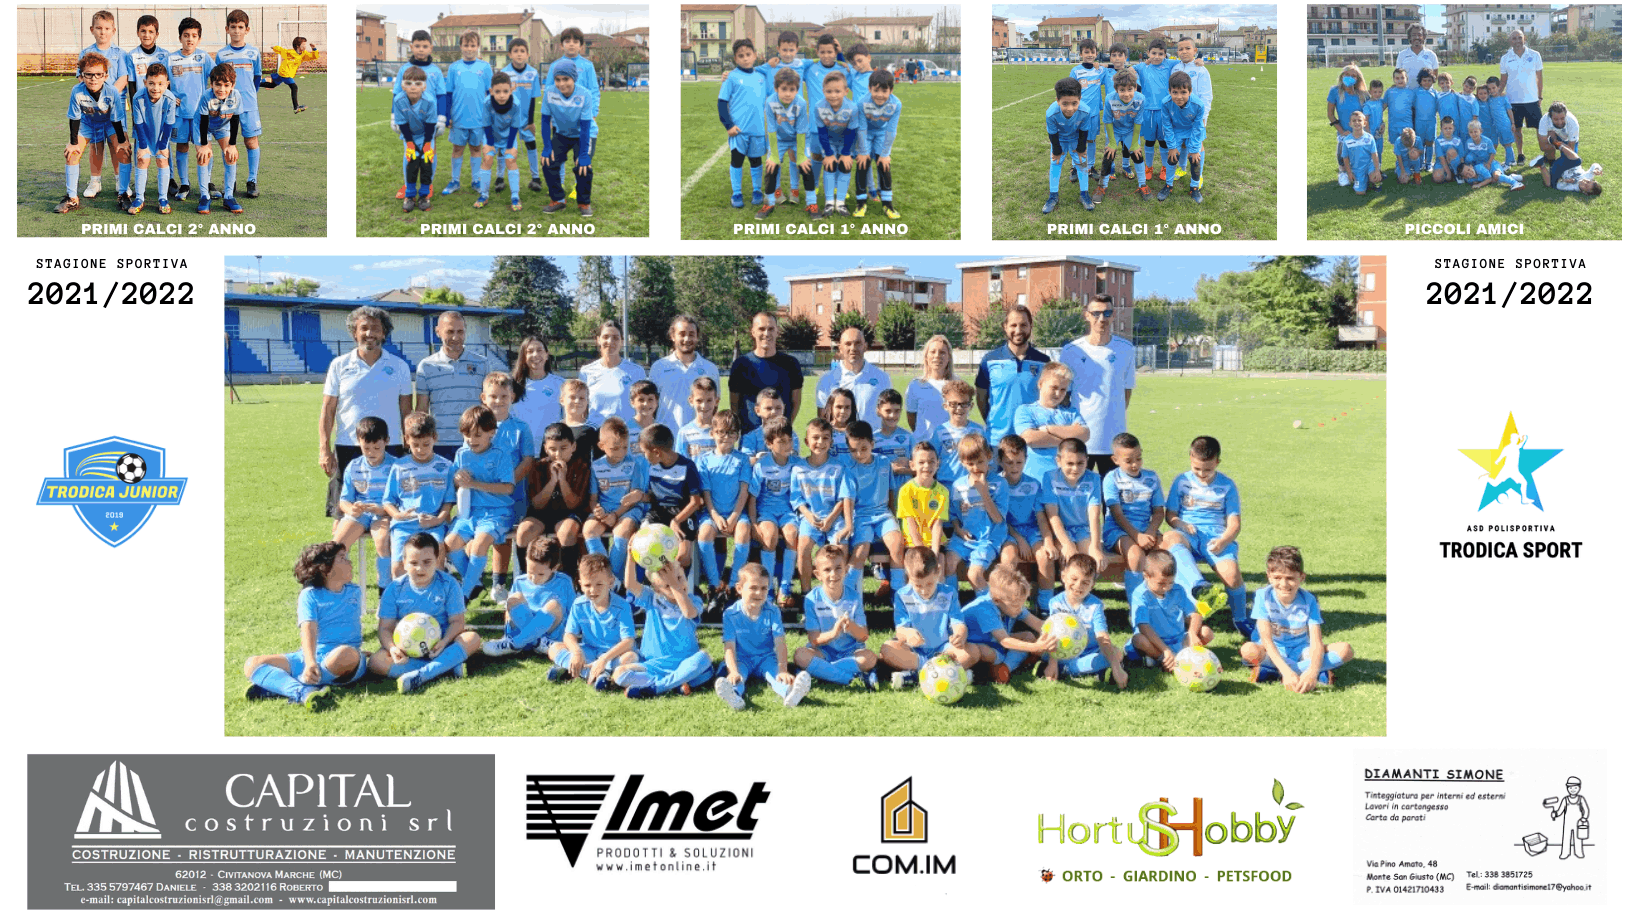 PRIMI CALCI 2° ANNO
PRIMI CALCI 2° ANNO
PRIMI CALCI 1° ANNO
PRIMI CALCI 1° ANNO
PICCOLI AMICI
STAGIONE SPORTIVA
2021/2022
STAGIONE SPORTIVA
2021/2022
TRODICA JUNIOR
2019
ASD POLISPORTIVA
TRODICA SPORT
CAPITAL
costruzioni srl
COSTRUZIONE - RISTRUTTURAZIONE - MANUTENZIONE
62012 - CIVITANOVA MARCHE (MC)
TEL. 335 5797467 DANIELE - 338 3202116 ROBERTO
e-mail: capitalcostruzionisrl@gmail.com - www.capitalcostruzionisrl.com
Imet
PRODOTTI & SOLUZIONI
www.imetonline.it
COM.IM
HortuSHobby
ORTO - GIARDINO - PETSFOOD
DIAMANTI SIMONE
Tinteggiatura per interni ed esterni
Lavori in cartongesso
Carta da parati
Via Pino Amato, 48
Monte San Giusto (MC)
P. IVA 01421710433
Tel.: 338 3851725
E-mail: diamantisimone17@yahoo.it